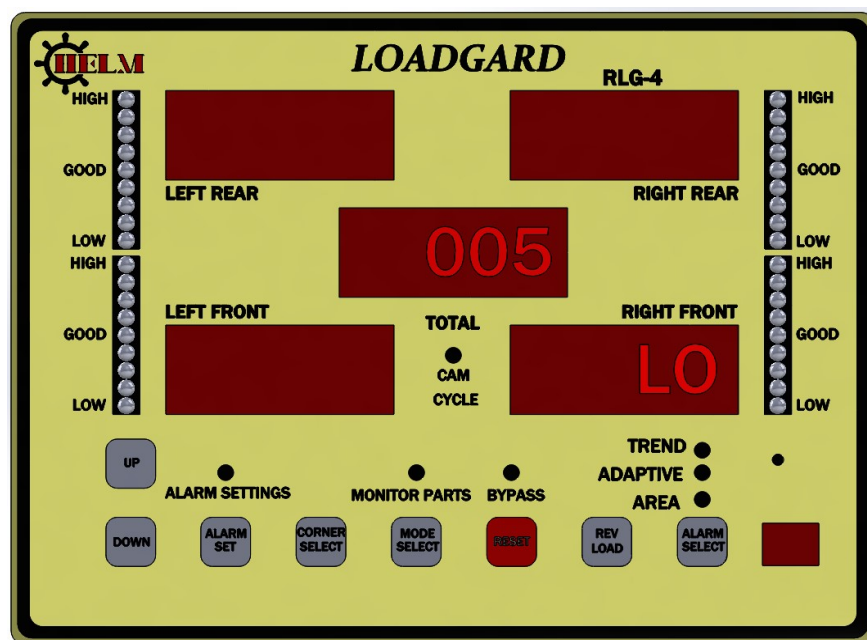 HELM
LOADGARD
RLG-4
HIGH
HIGH
GOOD
GOOD
LEFT REAR
RIGHT REAR
LOW
LOW
005
HIGH
HIGH
LEFT FRONT
TOTAL
RIGHT FRONT
GOOD
GOOD
CAM
CYCLE
LO
LOW
LOW
UP
ALARM SETTINGS
MONITOR PARTS
BYPASS
TREND
ADAPTIVE
AREA
DOWN
ALARM
SET
CORNER
SELECT
MODE
SELECT
RESET
REV
LOAD
ALARM
SELECT